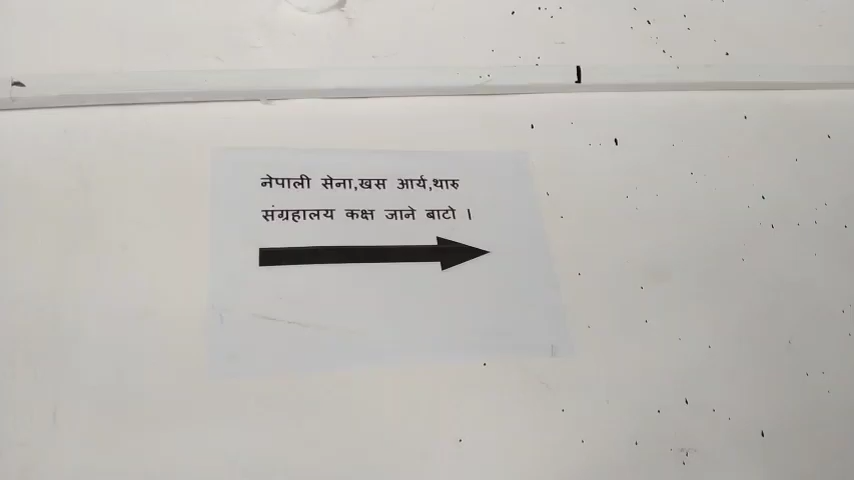 नेपाली सेना,खस आर्य,थारु
संग्रहालय कक्ष जाने बाटो ।